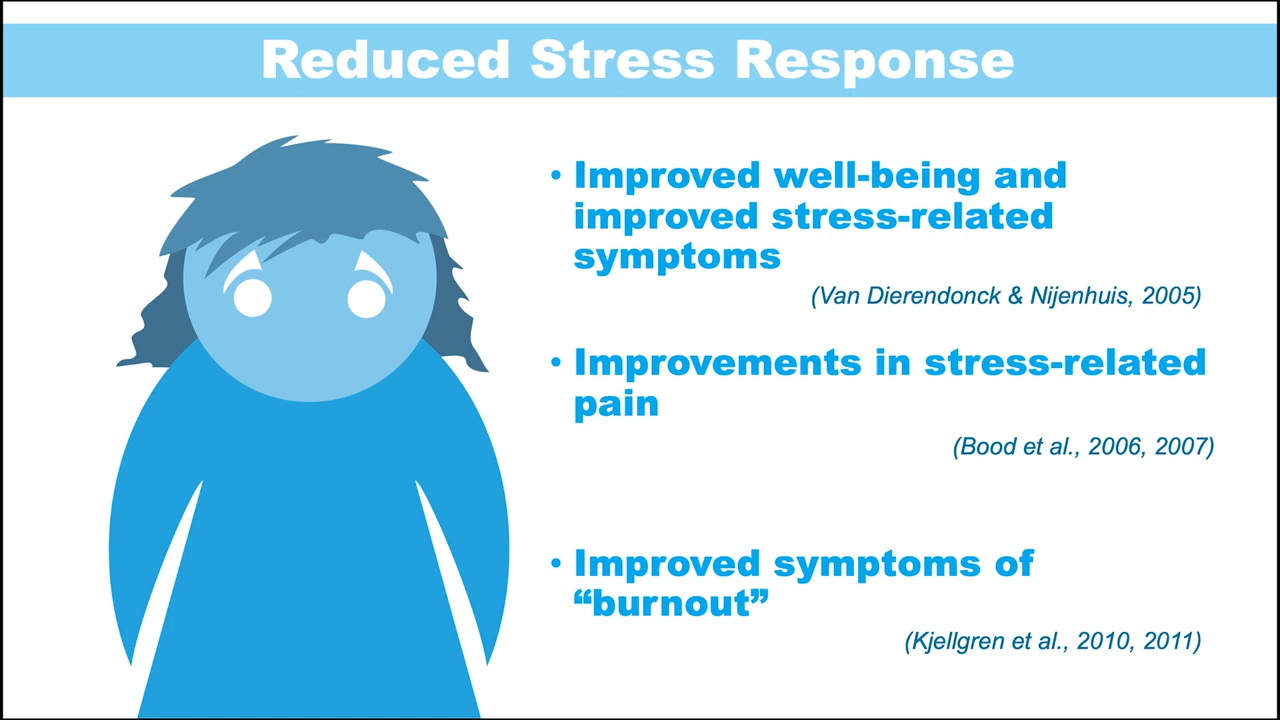 Reduced Stress Response
• Improved well-being and
improved stress-related
symptoms
(Van Dierendonck & Nijenhuis, 2005)
• Improvements in stress-related
pain
(Bood et al., 2006, 2007)
• Improved symptoms of
“burnout”
(Kjellgren et al., 2010, 2011)